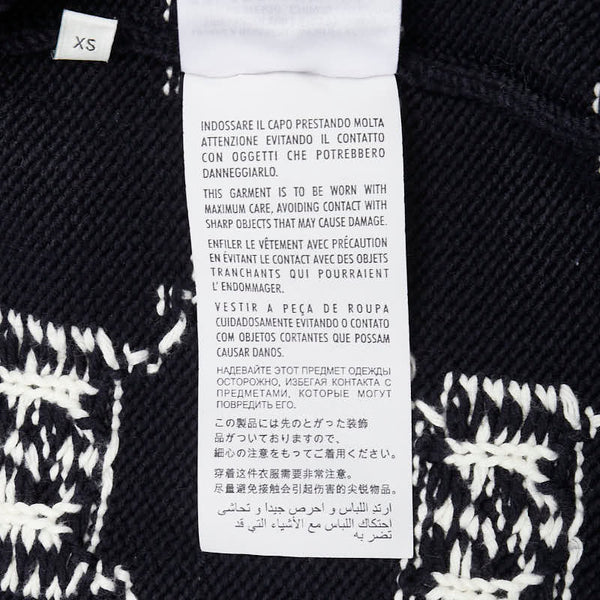 XS
INDOSSARE IL CAPO PRESTANDO MOLTA
ATTENZIONE EVITANDO IL CONTATTO
CON OGGETTI CHE POTREBBERO
DANNEGGIARLO.
THIS GARMENT IS TO BE WORN WITH
MAXIMUM CARE, AVOIDING CONTACT WITH
SHARP OBJECTS THAT MAY CAUSE DAMAGE.
ENFILER LE VÊTEMENT AVEC PRÉCAUTION
EN ÉVITANT LE CONTACT AVEC DES OBJETS
TRANCHANTS QUI POURRAIENT
L' ENDOMMAGER.
VESTIR A PEÇA DE ROUPA
CUIDADOSAMENTE EVITANDO O CONTATO
COM OBJETOS CORTANTES QUE POSSAM
CAUSAR DANOS.
НАДЕВАЙТЕ ЭТОТ ПРЕДМЕТ ОДЕЖДЫ
ОСТОРОЖНО, ИЗБЕГАЯ КОНТАКТА С
ПРЕДМЕТАМИ, КОТОРЫЕ МОГУТ
ПОВРЕДИТЬ ЕГО.
この製品には先のとがった装飾
品がついておりますので、
細心の注意をもってご着用ください。
穿着这件衣服需要非常注意。
尽量避免接触会引起伤害的尖锐物品。
ارتد اللباس و احرص جيدا و تحاشى
احتكاك اللباس مع الأشياء التي قد
تضر به